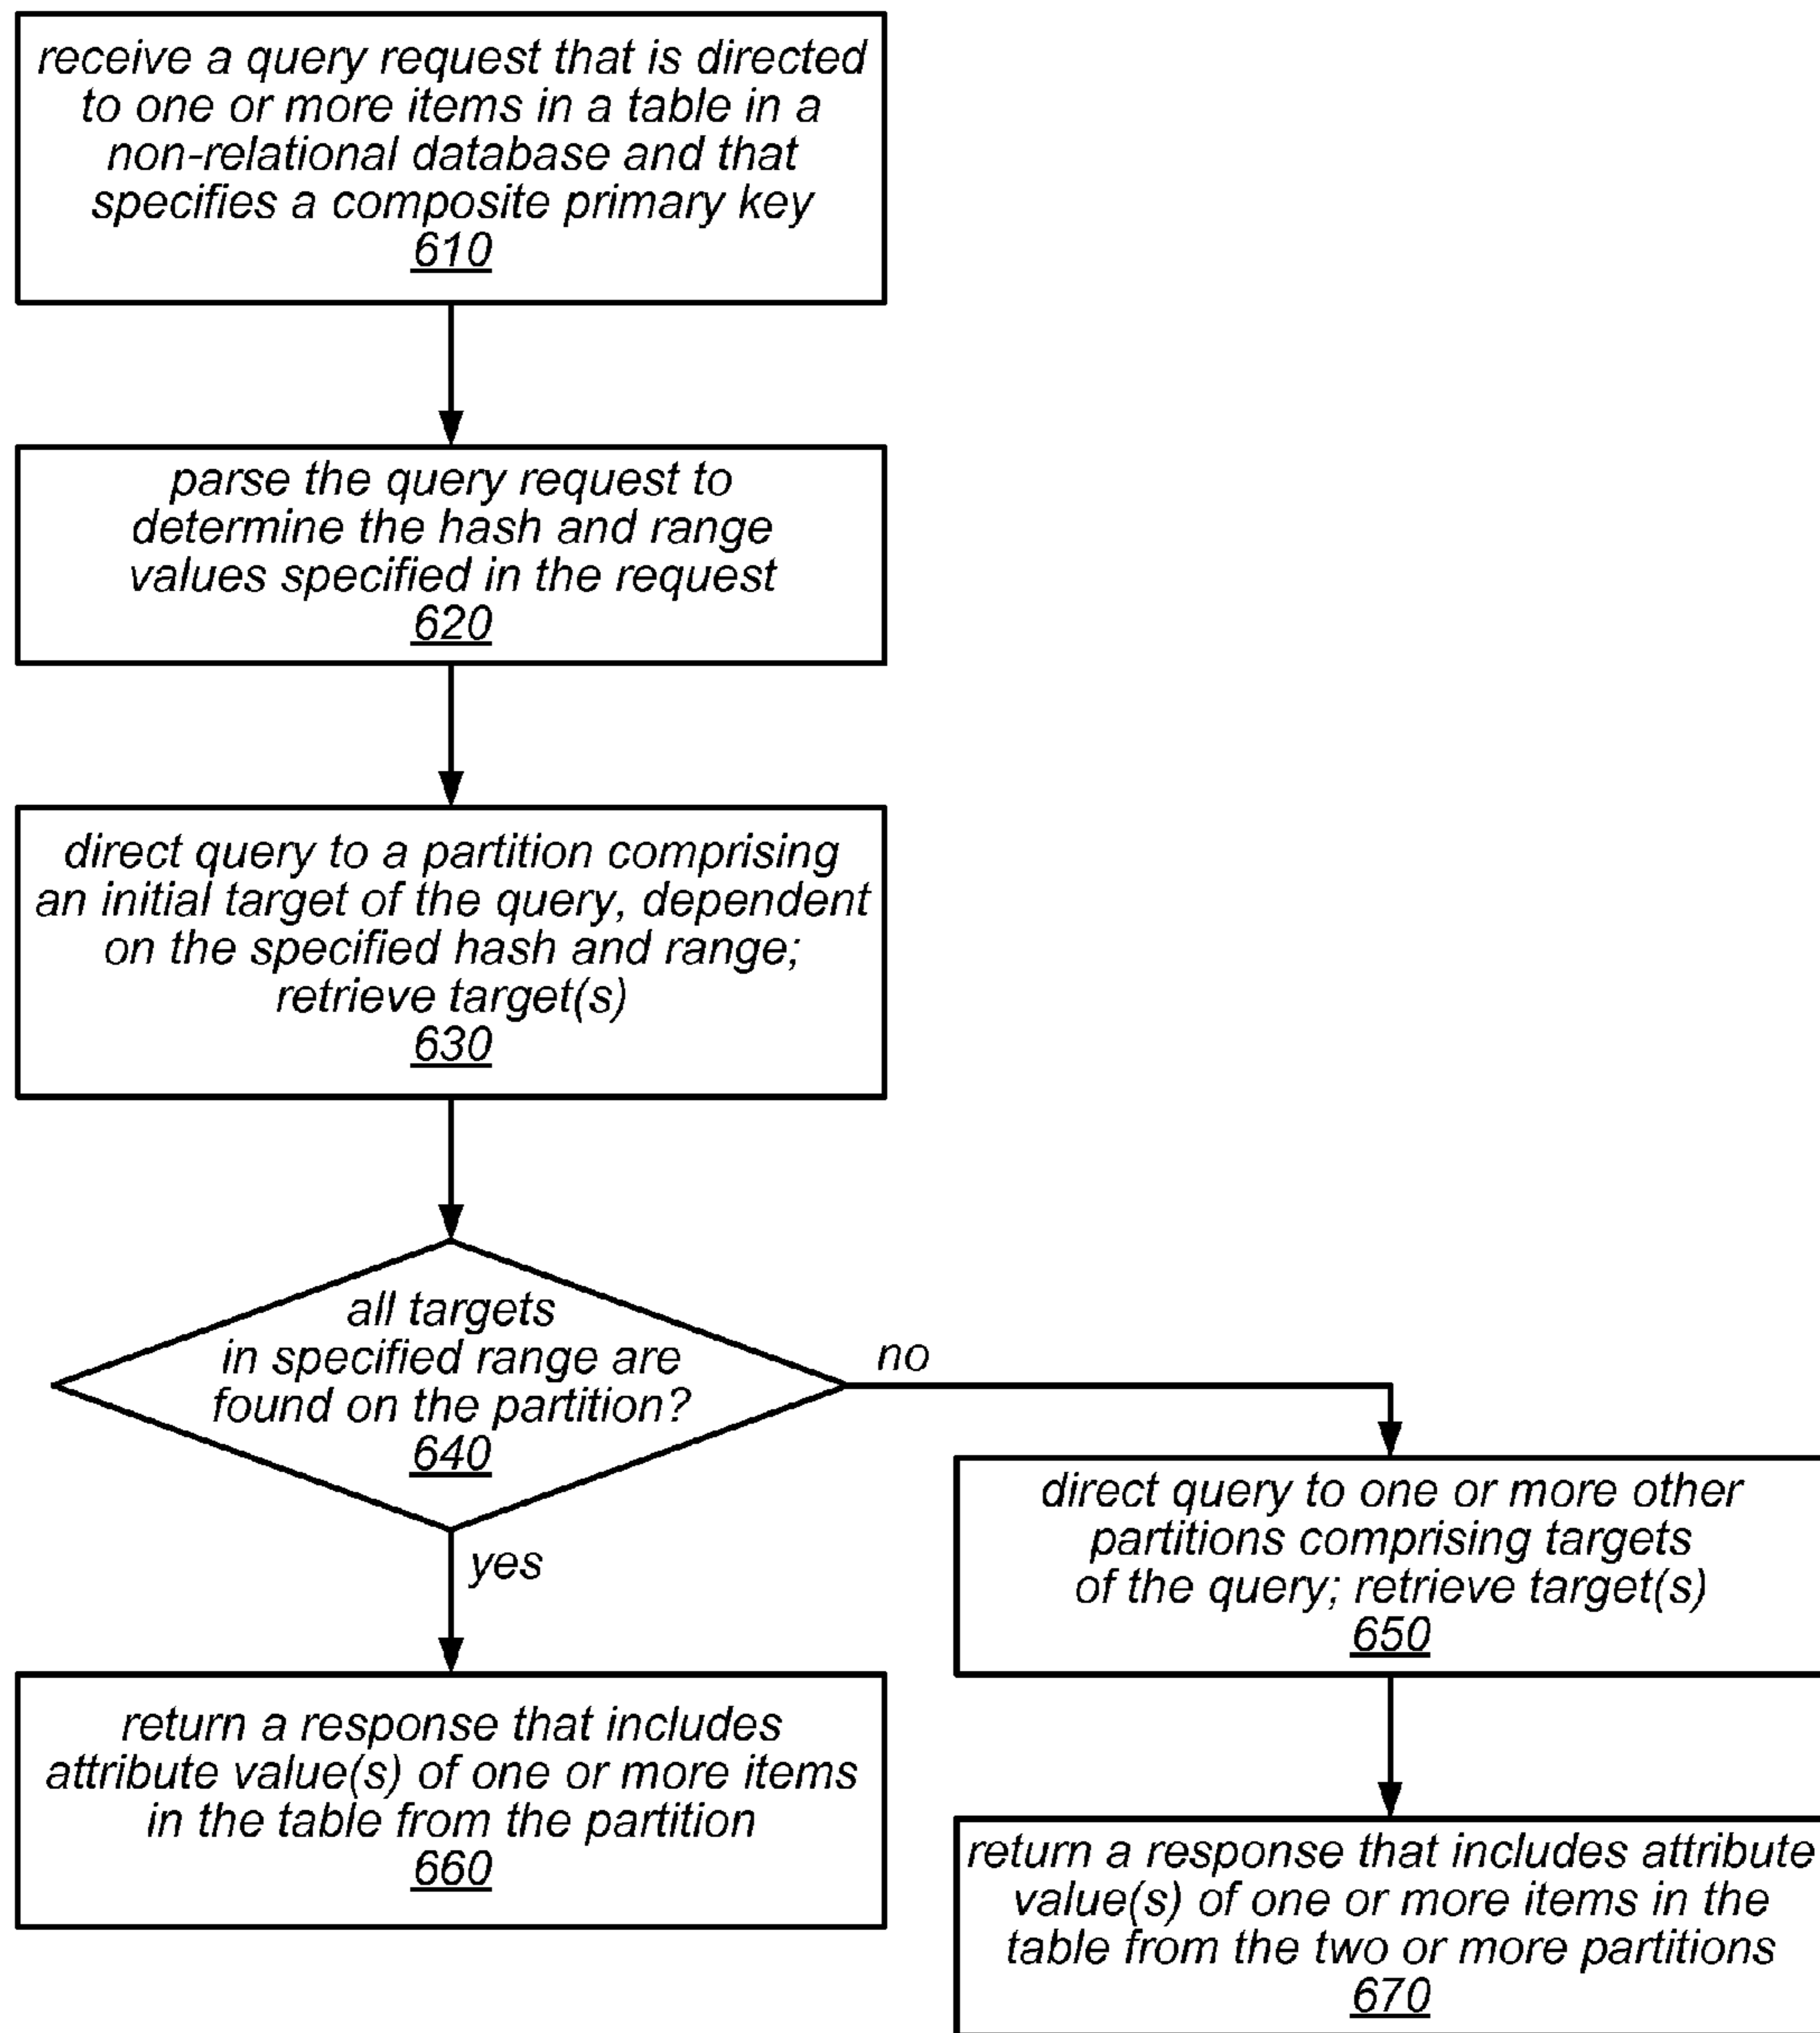 receive a query request that is directed
to one or more items in a table in a
non-relational database and that
specifies a composite primary key
610
parse the query request to
determine the hash and range
values specified in the request
620
direct query to a partition comprising
an initial target of the query, dependent
on the specified hash and range;
retrieve target(s)
630
all targets
in specified range are
found on the partition?
640
no
yes
direct query to one or more other
partitions comprising targets
of the query; retrieve target(s)
650
return a response that includes
attribute value(s) of one or more items
in the table from the partition
660
return a response that includes attribute
value(s) of one or more items in the
table from the two or more partitions
670